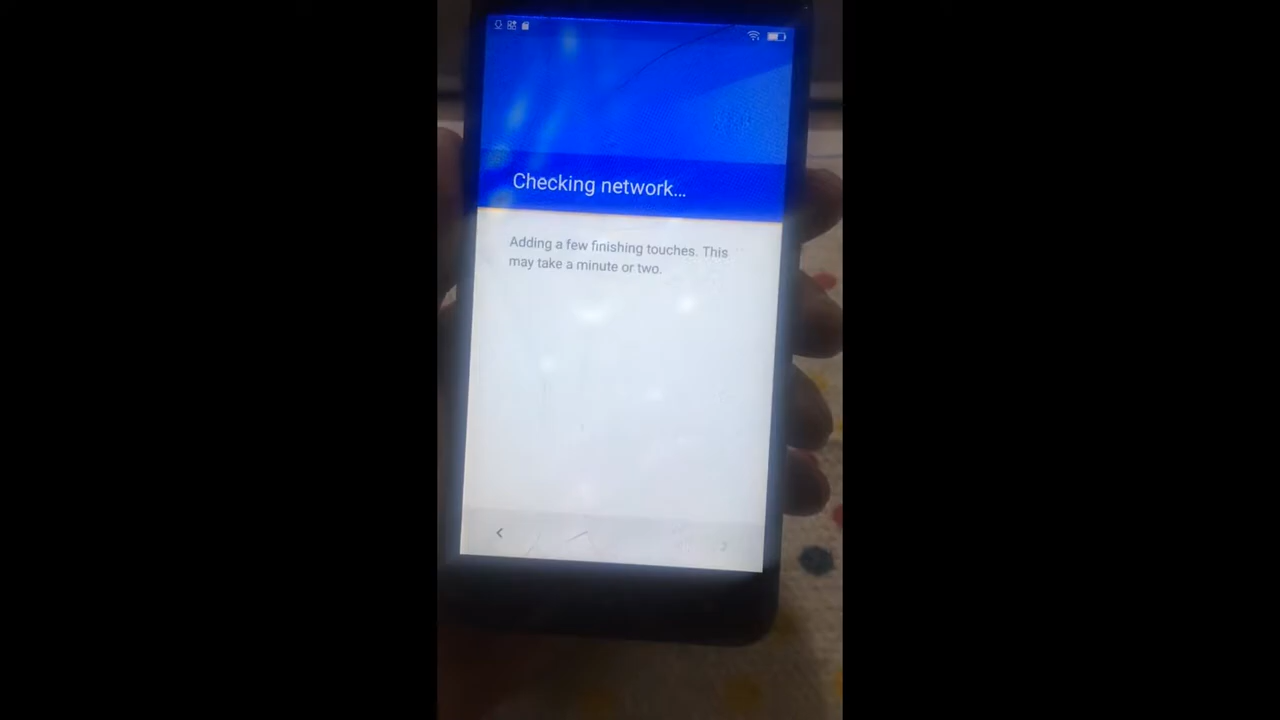 Checking network...
Adding a few finishing touches. This
may take a minute or two.